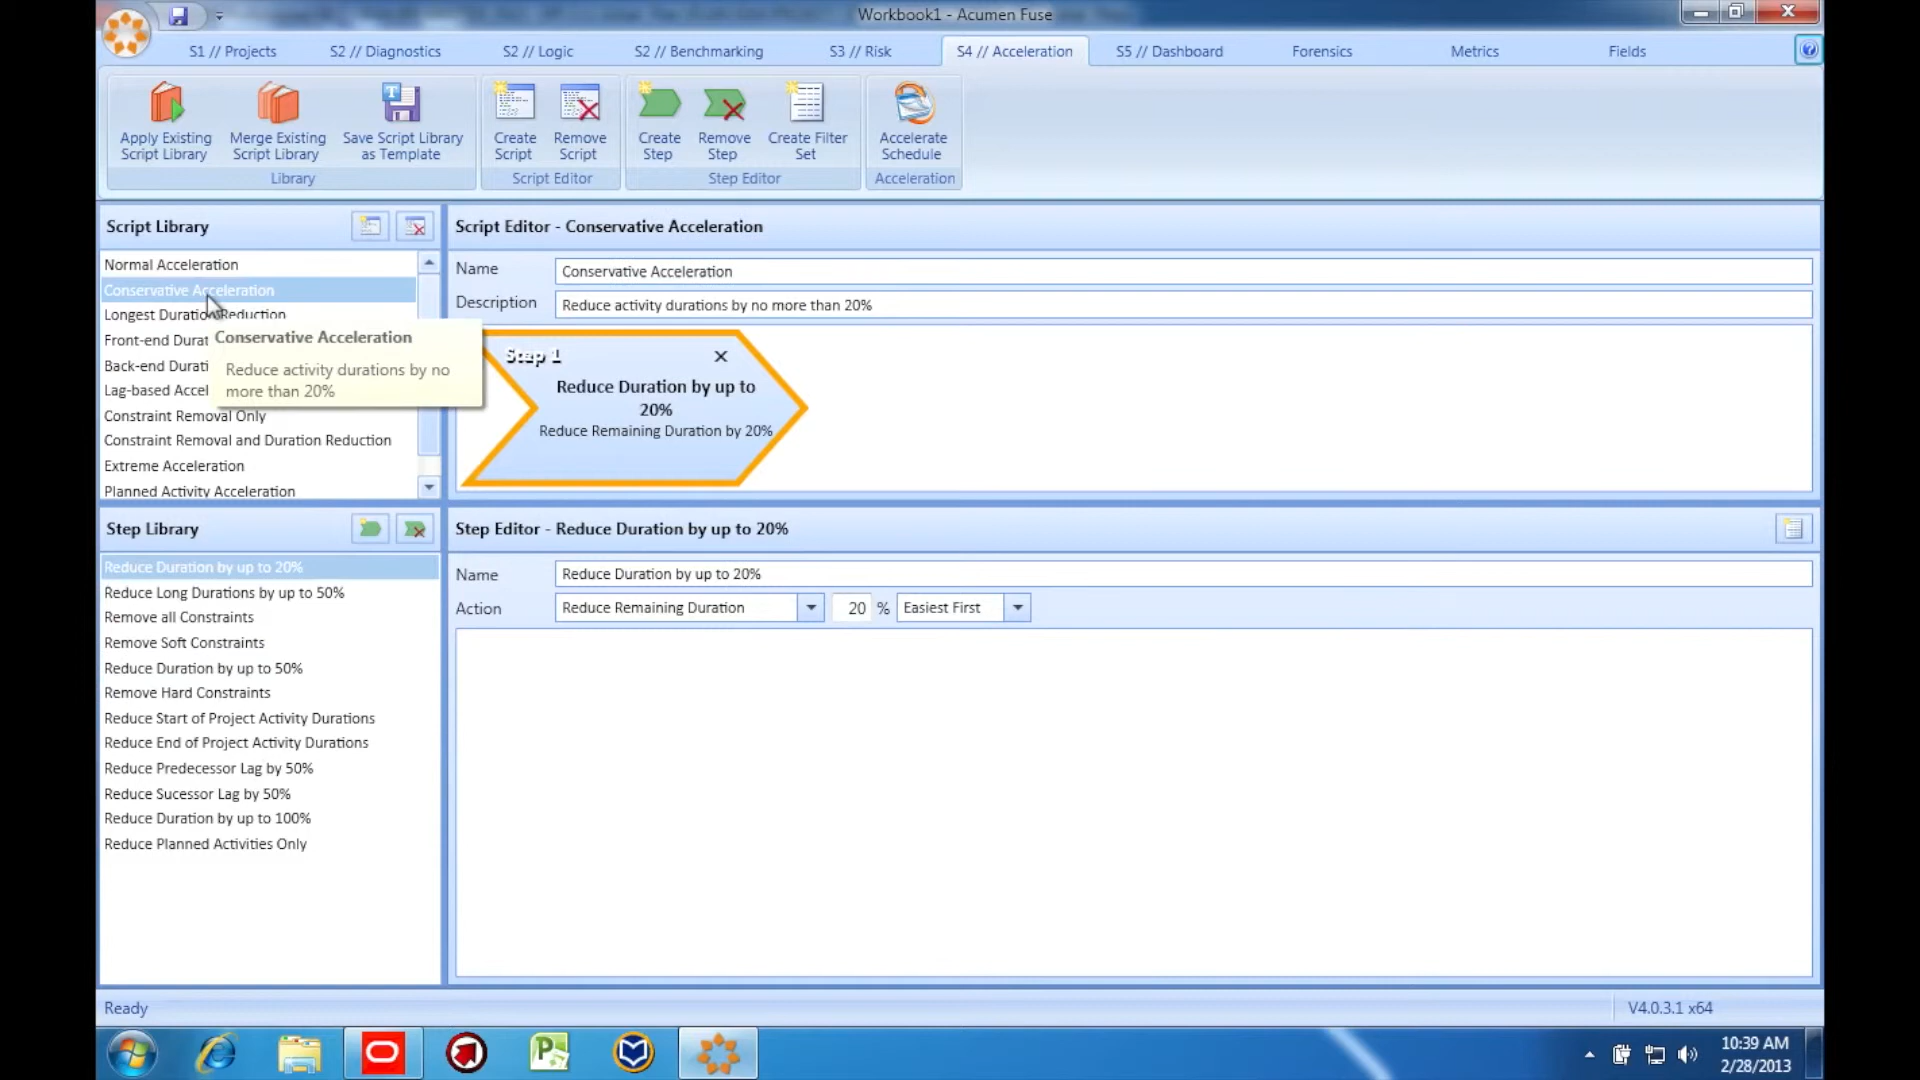 Workbook1 - Acumen Fuse
S1 // Projects
S2 // Diagnostics
S2 // Logic
S2 // Benchmarking
S3 // Risk
S4 // Acceleration
S5 // Dashboard
Forensics
Metrics
Fields
Apply Existing
Script Library
Merge Existing
Script Library
Save Script Library
as Template
Library
Create
Script
Remove
Script
Script Editor
Create
Step
Remove
Step
Create Filter
Set
Step Editor
Accelerate
Schedule
Acceleration
Script Library
Normal Acceleration
Conservative Acceleration
Longest Duration Reduction
Front-end Durat
Back-end Durati
Lag-based Accel
Constraint Removal Only
Constraint Removal and Duration Reduction
Extreme Acceleration
Planned Activity Acceleration
Conservative Acceleration
Reduce activity durations by no
more than 20%
Script Editor - Conservative Acceleration
Name
Conservative Acceleration
Description
Reduce activity durations by no more than 20%
Step 1
Reduce Duration by up to
20%
Reduce Remaining Duration by 20%
Step Library
Reduce Duration by up to 20%
Reduce Long Durations by up to 50%
Remove all Constraints
Remove Soft Constraints
Reduce Duration by up to 50%
Remove Hard Constraints
Reduce Start of Project Activity Durations
Reduce End of Project Activity Durations
Reduce Predecessor Lag by 50%
Reduce Sucessor Lag by 50%
Reduce Duration by up to 100%
Reduce Planned Activities Only
Step Editor - Reduce Duration by up to 20%
Name
Reduce Duration by up to 20%
Action
Reduce Remaining Duration
20 %
Easiest First
Ready
V4.0.3.1 x64
10:39 AM
2/28/2013